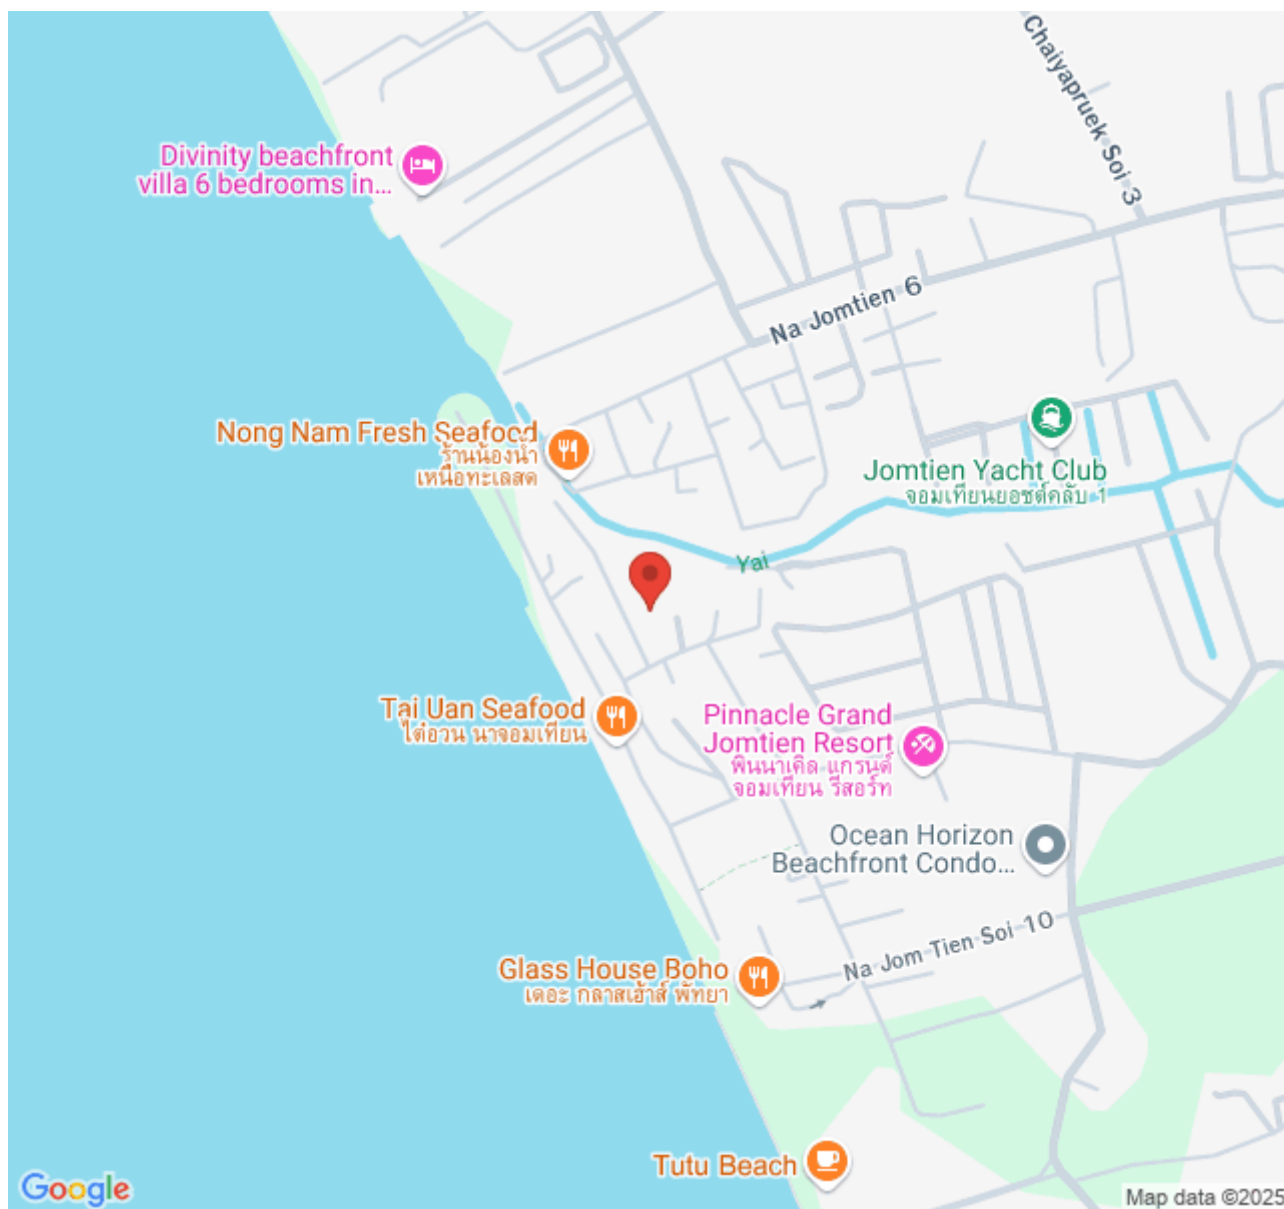 Chaiyapruek Soi 3
Divinity beachfront
villa 6 bedrooms in...
Na Jomtien 6
Nong Nam Fresh Seafood
ร้านน้องน้ำ
เหนือทะเลสด
Jomtien Yacht Club
จอมเทียนยอชต์คลับ 1
Yai
Tai Uan Seafood
ไต๋อวน นาจอมเทียน
Pinnacle Grand
Jomtien Resort
พินนาเคิล แกรนด์
จอมเทียน รีสอร์ท
Ocean Horizon
Beachfront Condo...
Na Jom Tien Soi 10
Glass House Boho
เดอะ กลาสเฮ้าส์ พัทยา
Tutu Beach
Google
Map data ©2025